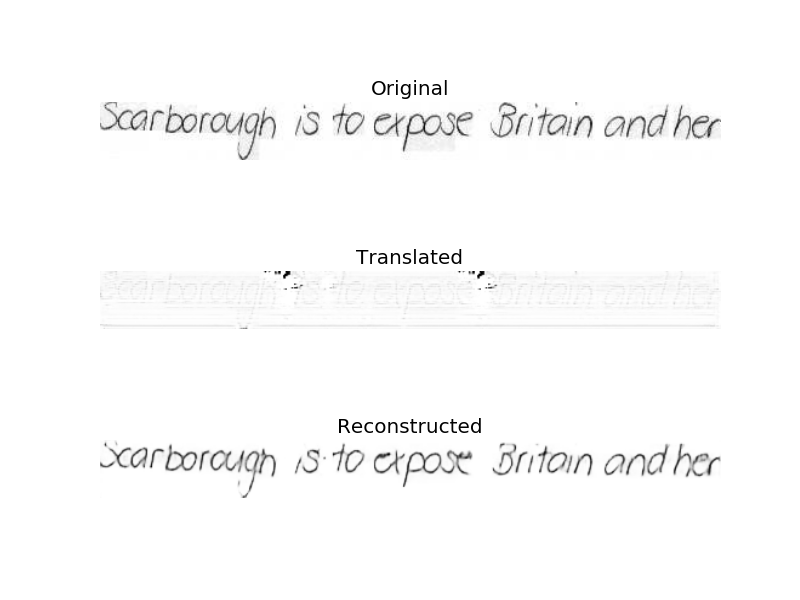 Original
Scarborough is to expose Britain and her
Translated
Scarborough is to expose Britain and her
Reconstructed
Scarborough is to expose Britain and her